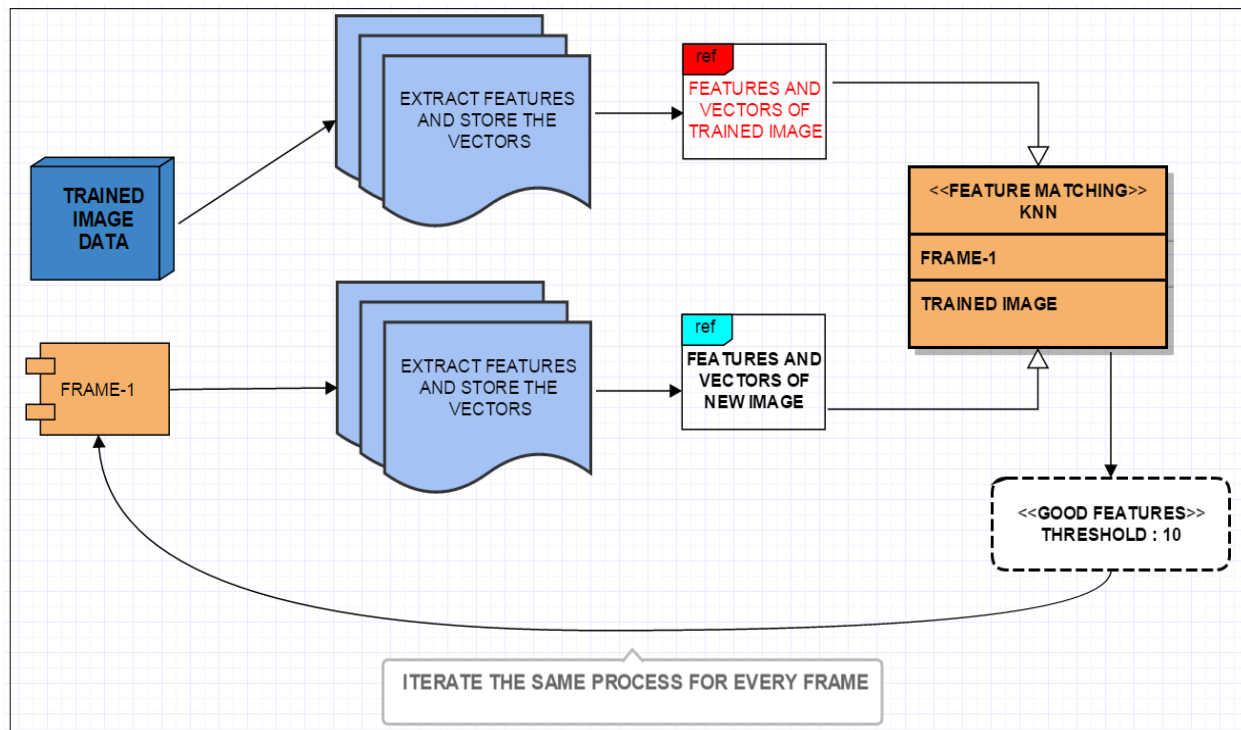 EXTRACT FEATURES
AND STORE THE
VECTORS
ref
FEATURES AND
VECTORS OF
TRAINED IMAGE
TRAINED
IMAGE
DATA
<<FEATURE MATCHING>>
KNN
FRAME-1
TRAINED IMAGE
FRAME-1
EXTRACT FEATURES
AND STORE THE
VECTORS
ref
FEATURES AND
VECTORS OF
NEW IMAGE
<<GOOD FEATURES>>
THRESHOLD : 10
ITERATE THE SAME PROCESS FOR EVERY FRAME